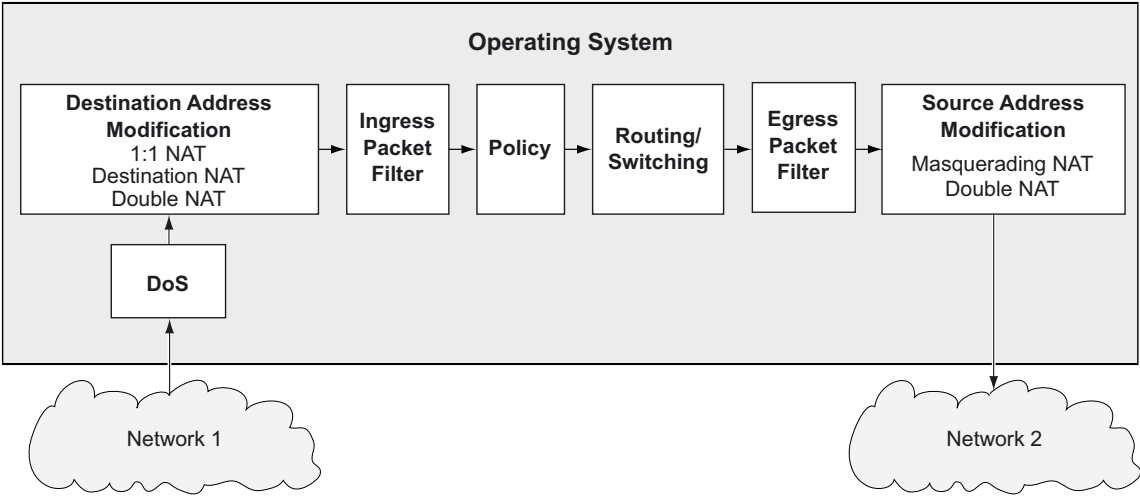 Operating System
Destination Address
Modification
1:1 NAT
Destination NAT
Double NAT
Ingress
Packet
Filter
Policy
Routing/
Switching
Egress
Packet
Filter
Source Address
Modification
Masquerading NAT
Double NAT
DoS
Network 1
Network 2